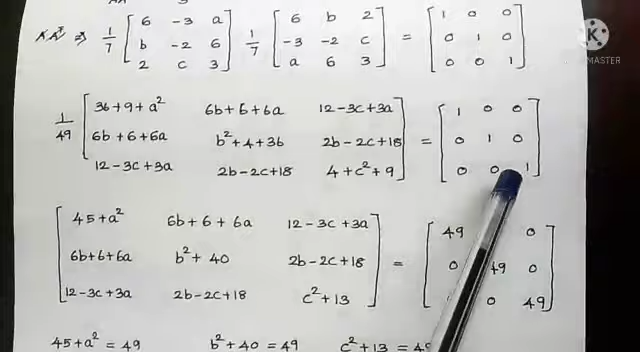 AAᵀ ⇒ 1/7 [6 -3 a; b -2 6; 2 c 3] 1/7 [6 b 2; -3 -2 c; a 6 3] = [1 0 0; 0 1 0; 0 0 1]
K
MASTER
1/49 [36+9+a² 6b+6+6a 12-3c+3a; 6b+6+6a b²+4+36 2b-2c+18; 12-3c+3a 2b-2c+18 4+c²+9] = [1 0 0; 0 1 0; 0 0 1]
[45+a² 6b+6+6a 12-3c+3a; 6b+6+6a b²+40 2b-2c+18; 12-3c+3a 2b-2c+18 c²+13] = [49 0; 0 49 0; 0 49]
45+a² = 49 b²+40 = 49 c²+13 = 49